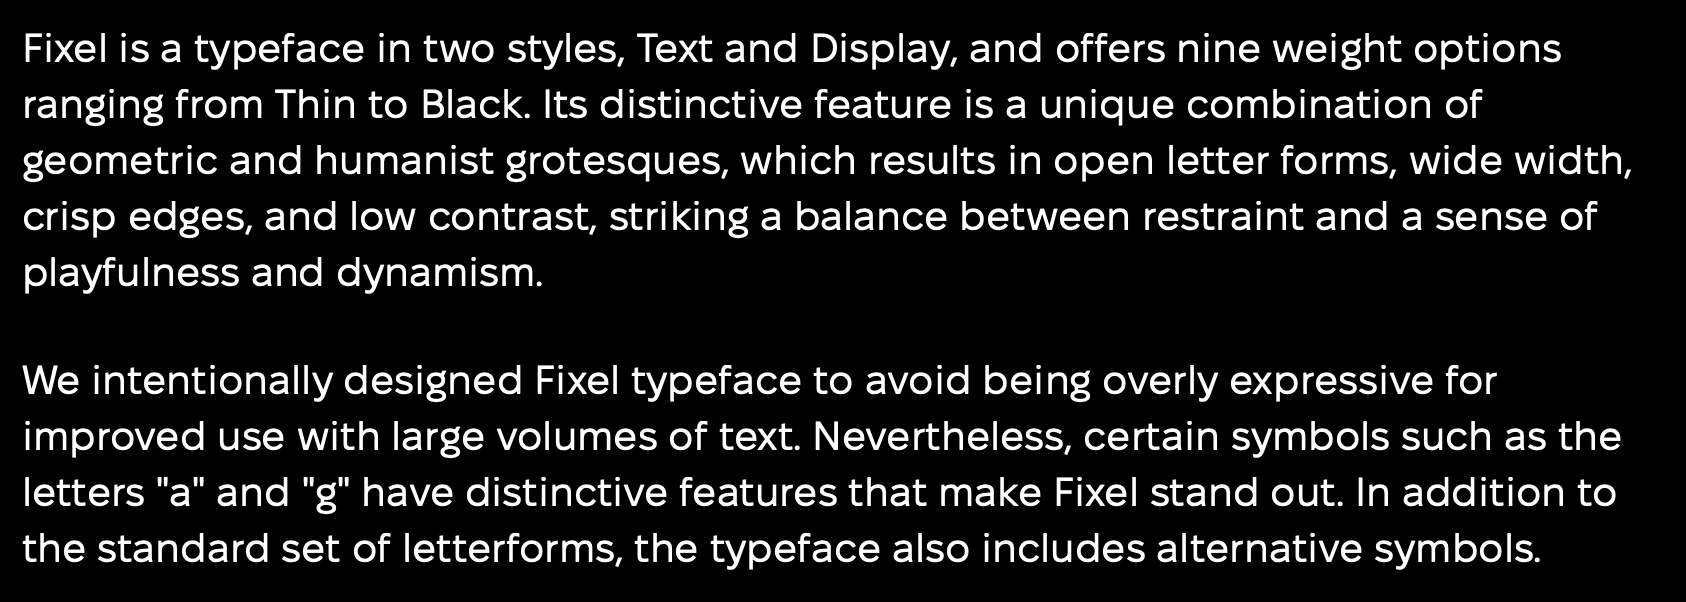 Fixel is a typeface in two styles, Text and Display, and offers nine weight options
ranging from Thin to Black. Its distinctive feature is a unique combination of
geometric and humanist grotesques, which results in open letter forms, wide width,
crisp edges, and low contrast, striking a balance between restraint and a sense of
playfulness and dynamism.
We intentionally designed Fixel typeface to avoid being overly expressive for
improved use with large volumes of text. Nevertheless, certain symbols such as the
letters "a" and "g" have distinctive features that make Fixel stand out. In addition to
the standard set of letterforms, the typeface also includes alternative symbols.